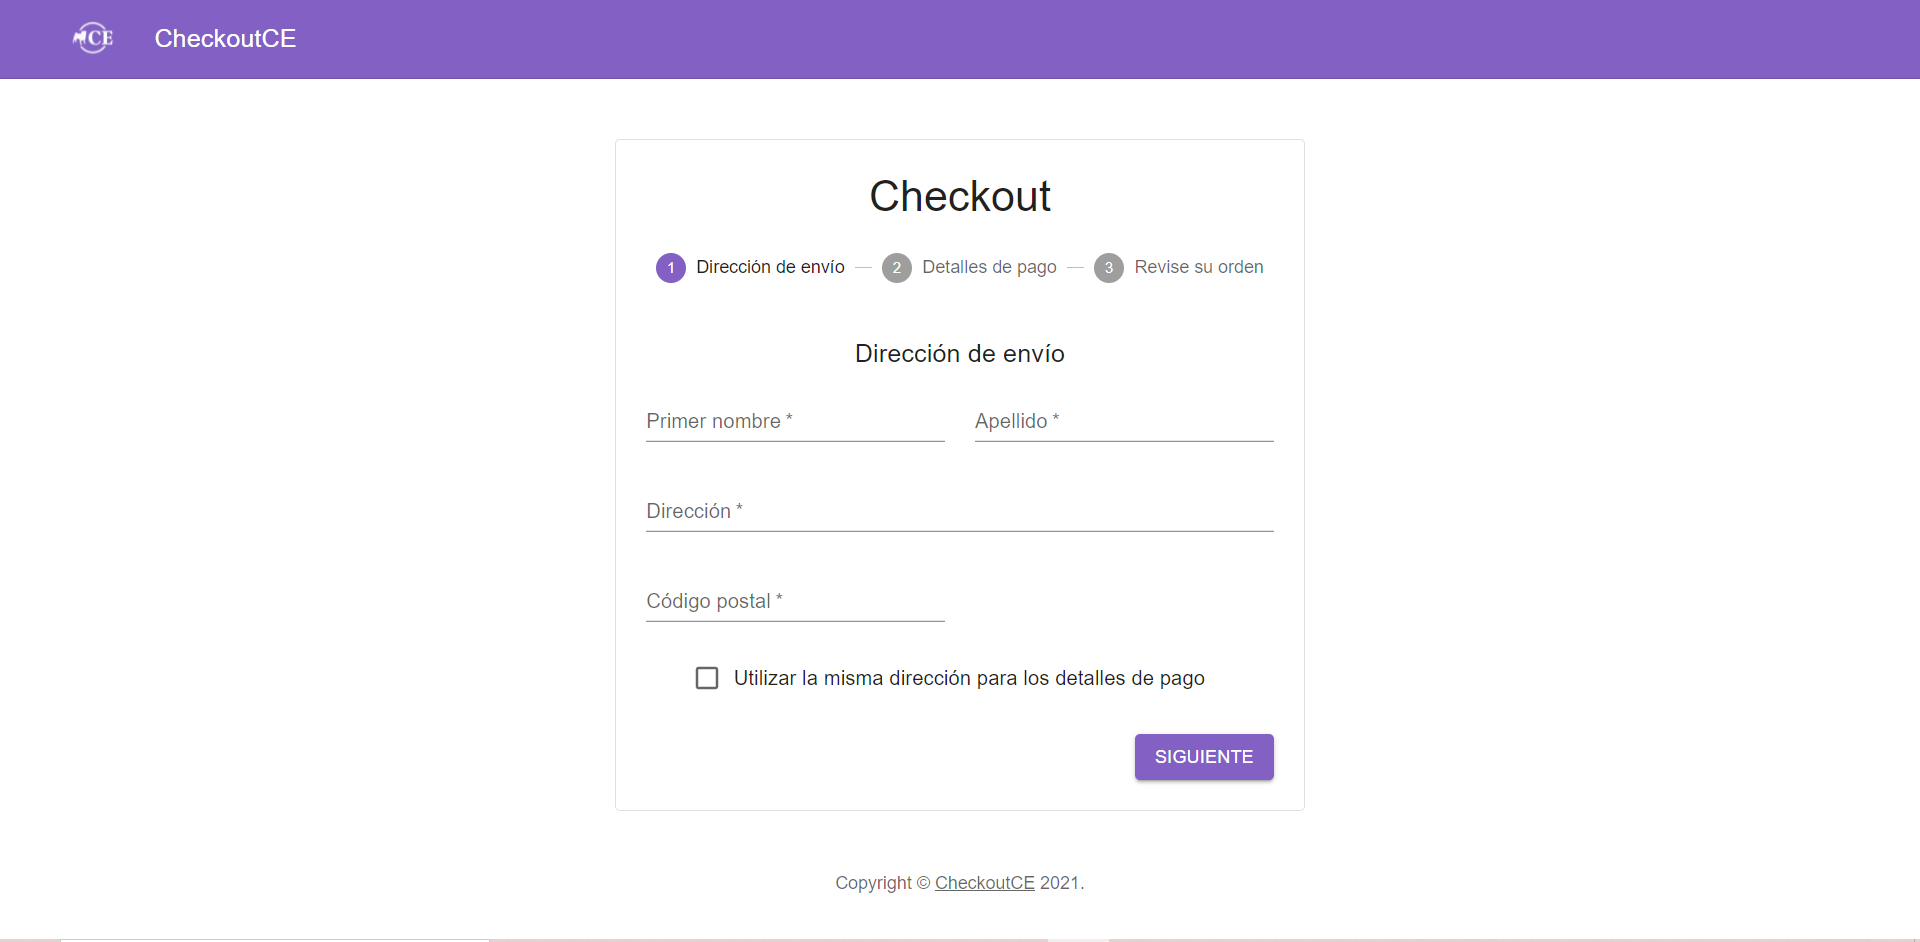 CE CheckoutCE
Checkout
1 Dirección de envío 2 Detalles de pago 3 Revise su orden
Dirección de envío
Primer nombre * Apellido *
Dirección *
Código postal *
Utilizar la misma dirección para los detalles de pago
SIGUIENTE
Copyright © CheckoutCE 2021.